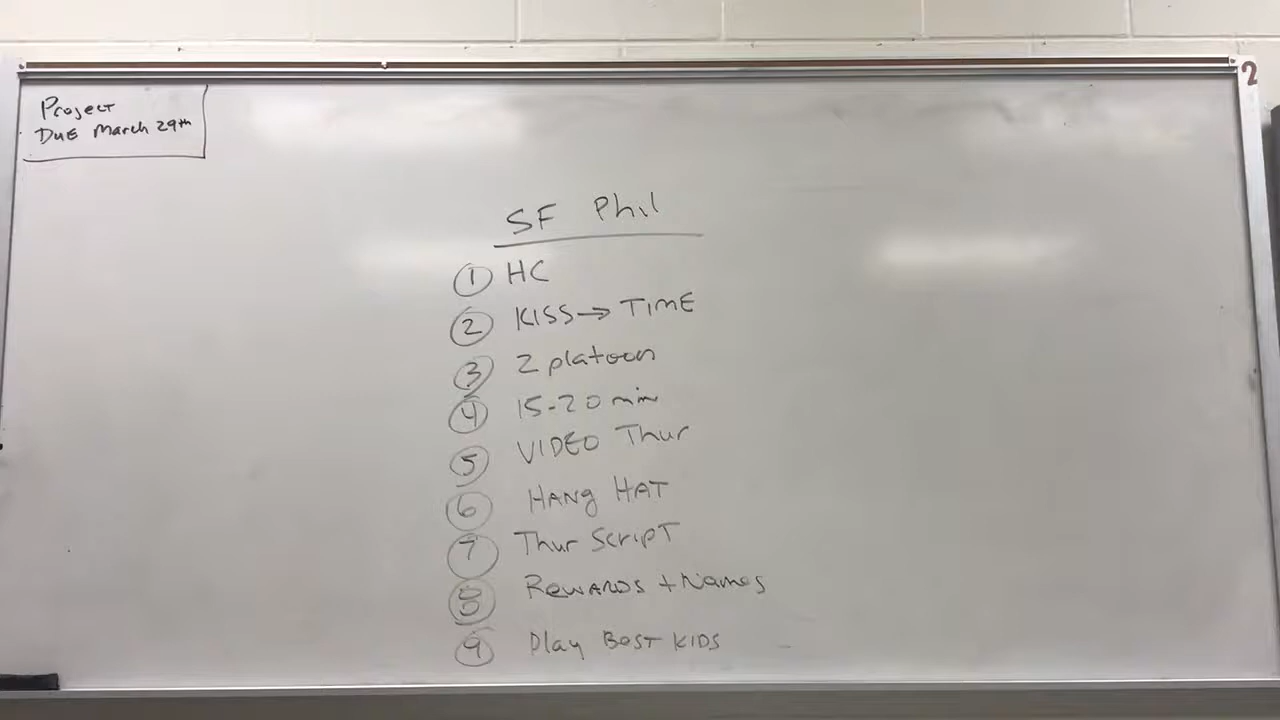 Project
Due March 29th
2
SF Phil
1 HC
2 KISS→TIME
3 2 platoon
4 15-20 min
5 VIDEO Thur
6 HANg HAT
7 Thur Script
8 Rewards + Names
9 Play Best Kids